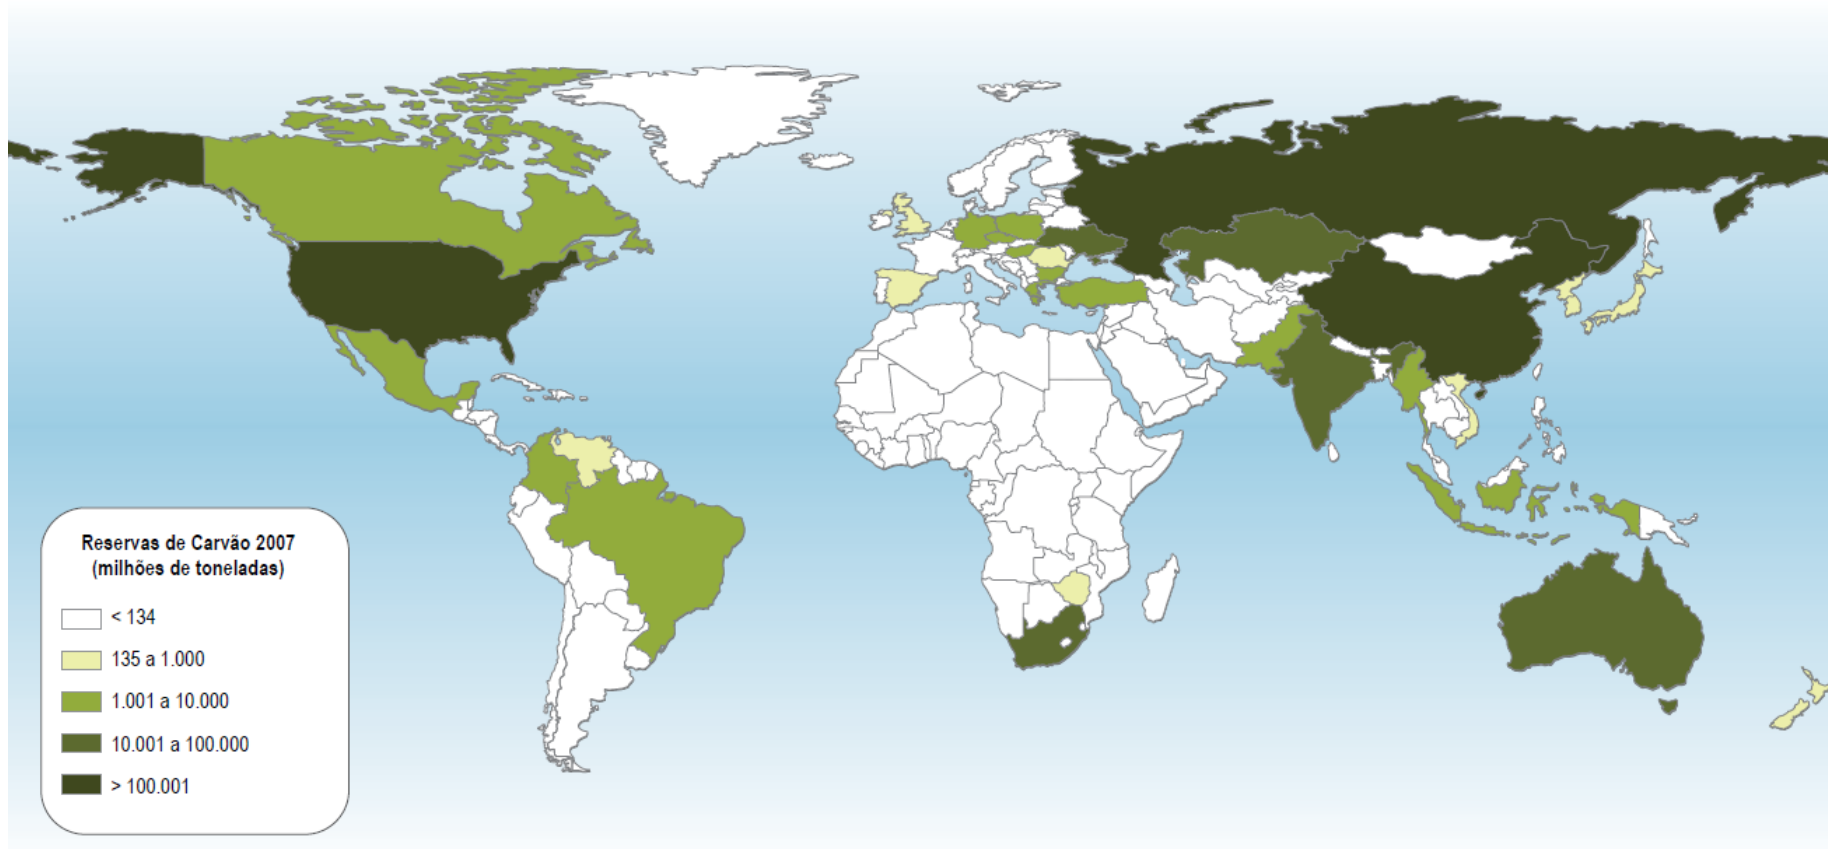 Reservas de Carvão 2007
(milhões de toneladas)
< 134
135 a 1.000
1.001 a 10.000
10.001 a 100.000
> 100.001